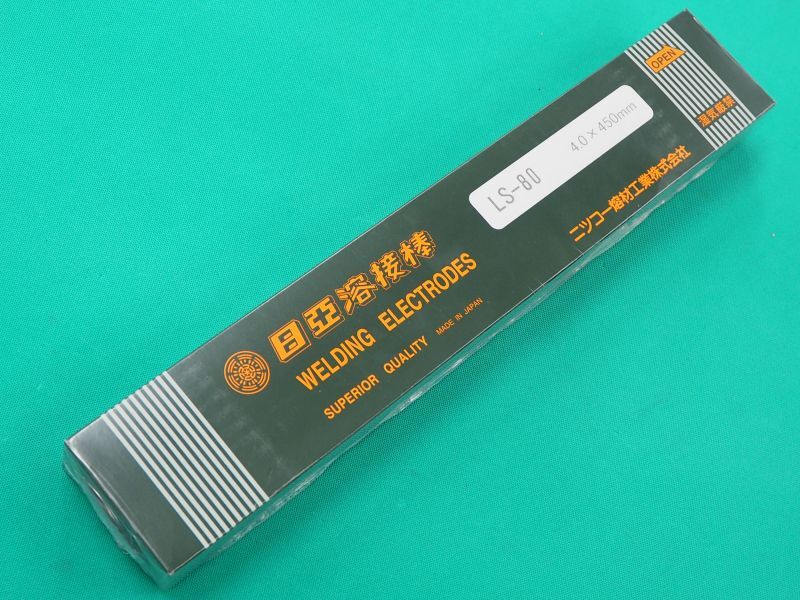 OPEN
湿気厳禁
LS-80 4.0×450mm
ニツコー熔材工業株式会社
日亞溶接棒
WELDING ELECTRODES
SUPERIOR QUALITY MADE IN JAPAN